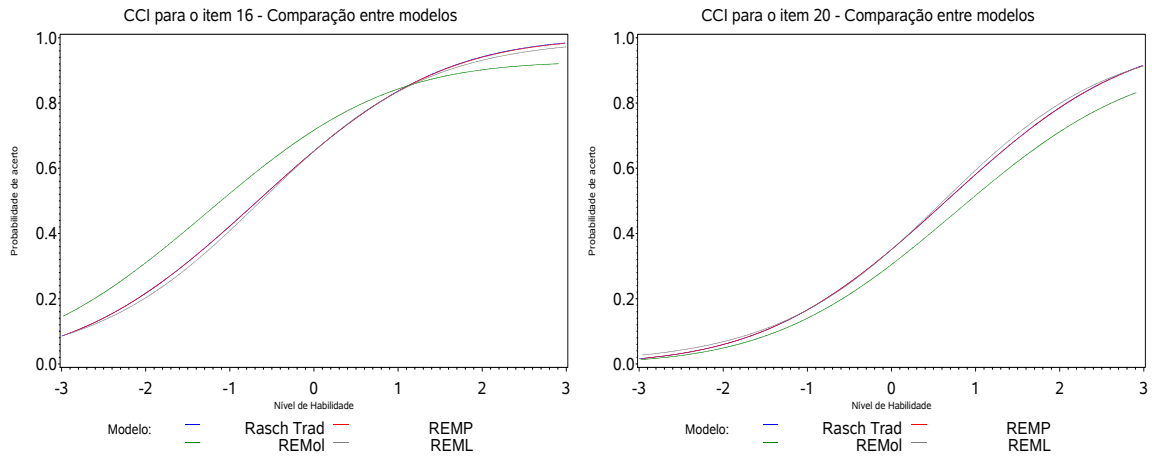 CCI para o item 16 - Comparação entre modelos
Probabilidade de acerto
1.0
0.8
0.6
0.4
0.2
0.0
-3 -2 -1 0 1 2 3
Nível de Habilidade
Modelo: Rasch Trad REMP
REMol REML
CCI para o item 20 - Comparação entre modelos
Probabilidade de acerto
1.0
0.8
0.6
0.4
0.2
0.0
-3 -2 -1 0 1 2 3
Nível de Habilidade
Modelo: Rasch Trad REMP
REMol REML